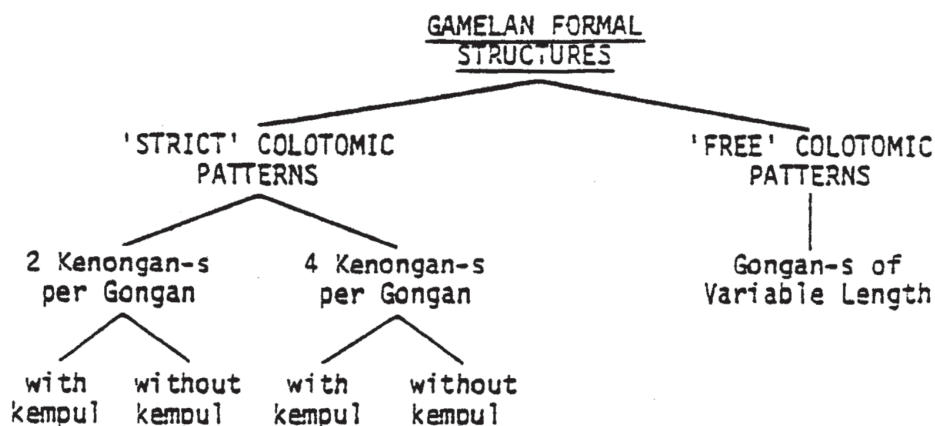 GAMELAN FORMAL
STRUCTURES
'STRICT' COLOTOMIC
PATTERNS
'FREE' COLOTOMIC
PATTERNS
2 Kenongan-s
per Gongan
4 Kenongan-s
per Gongan
Gongan-s of
Variable Length
with
kempul
without
kempul
with
kempul
without
kempul